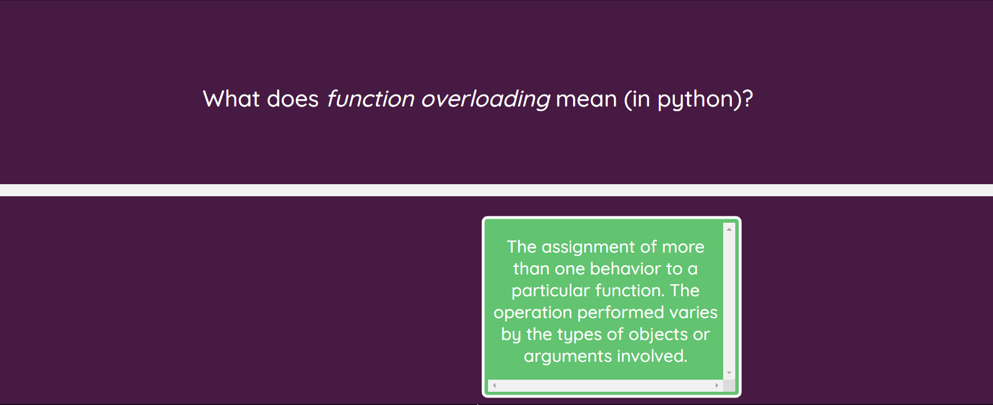 What does function overloading mean (in python)?
The assignment of more
than one behavior to a
particular function. The
operation performed varies
by the types of objects or
arguments involved.